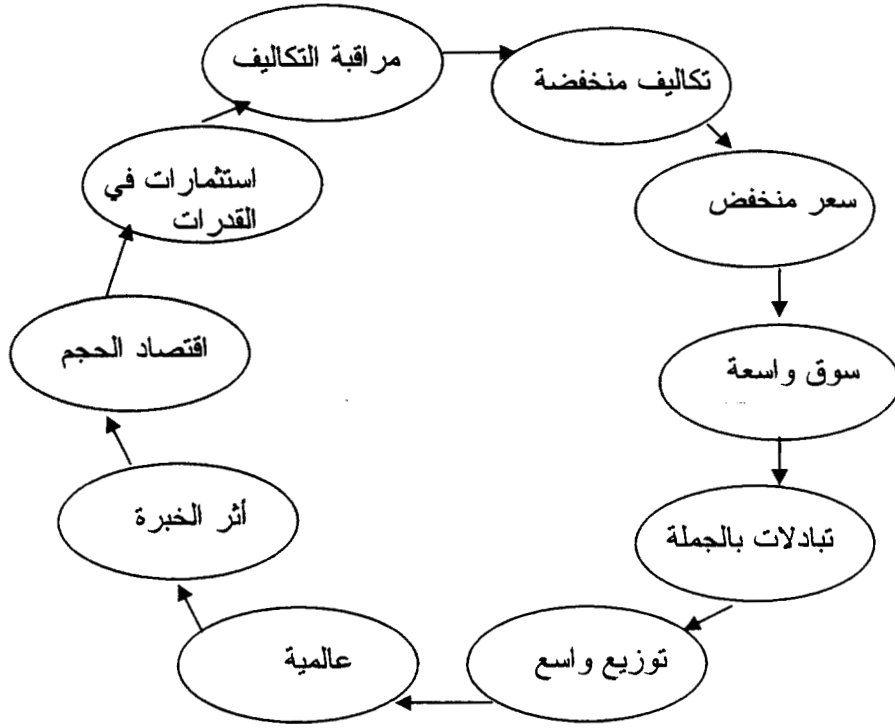 مراقبة التكاليف
تكاليف منخفضة
سعر منخفض
سوق واسعة
تبادلات بالجملة
توزيع واسع
عالمية
أثر الخبرة
اقتصاد الحجم
استثمارات في
القدرات